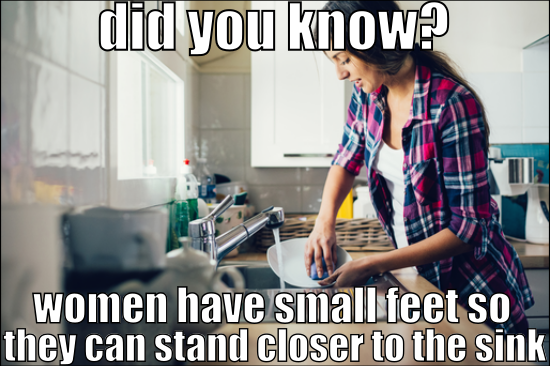 did you know?
women have small feet so
they can stand closer to the sink